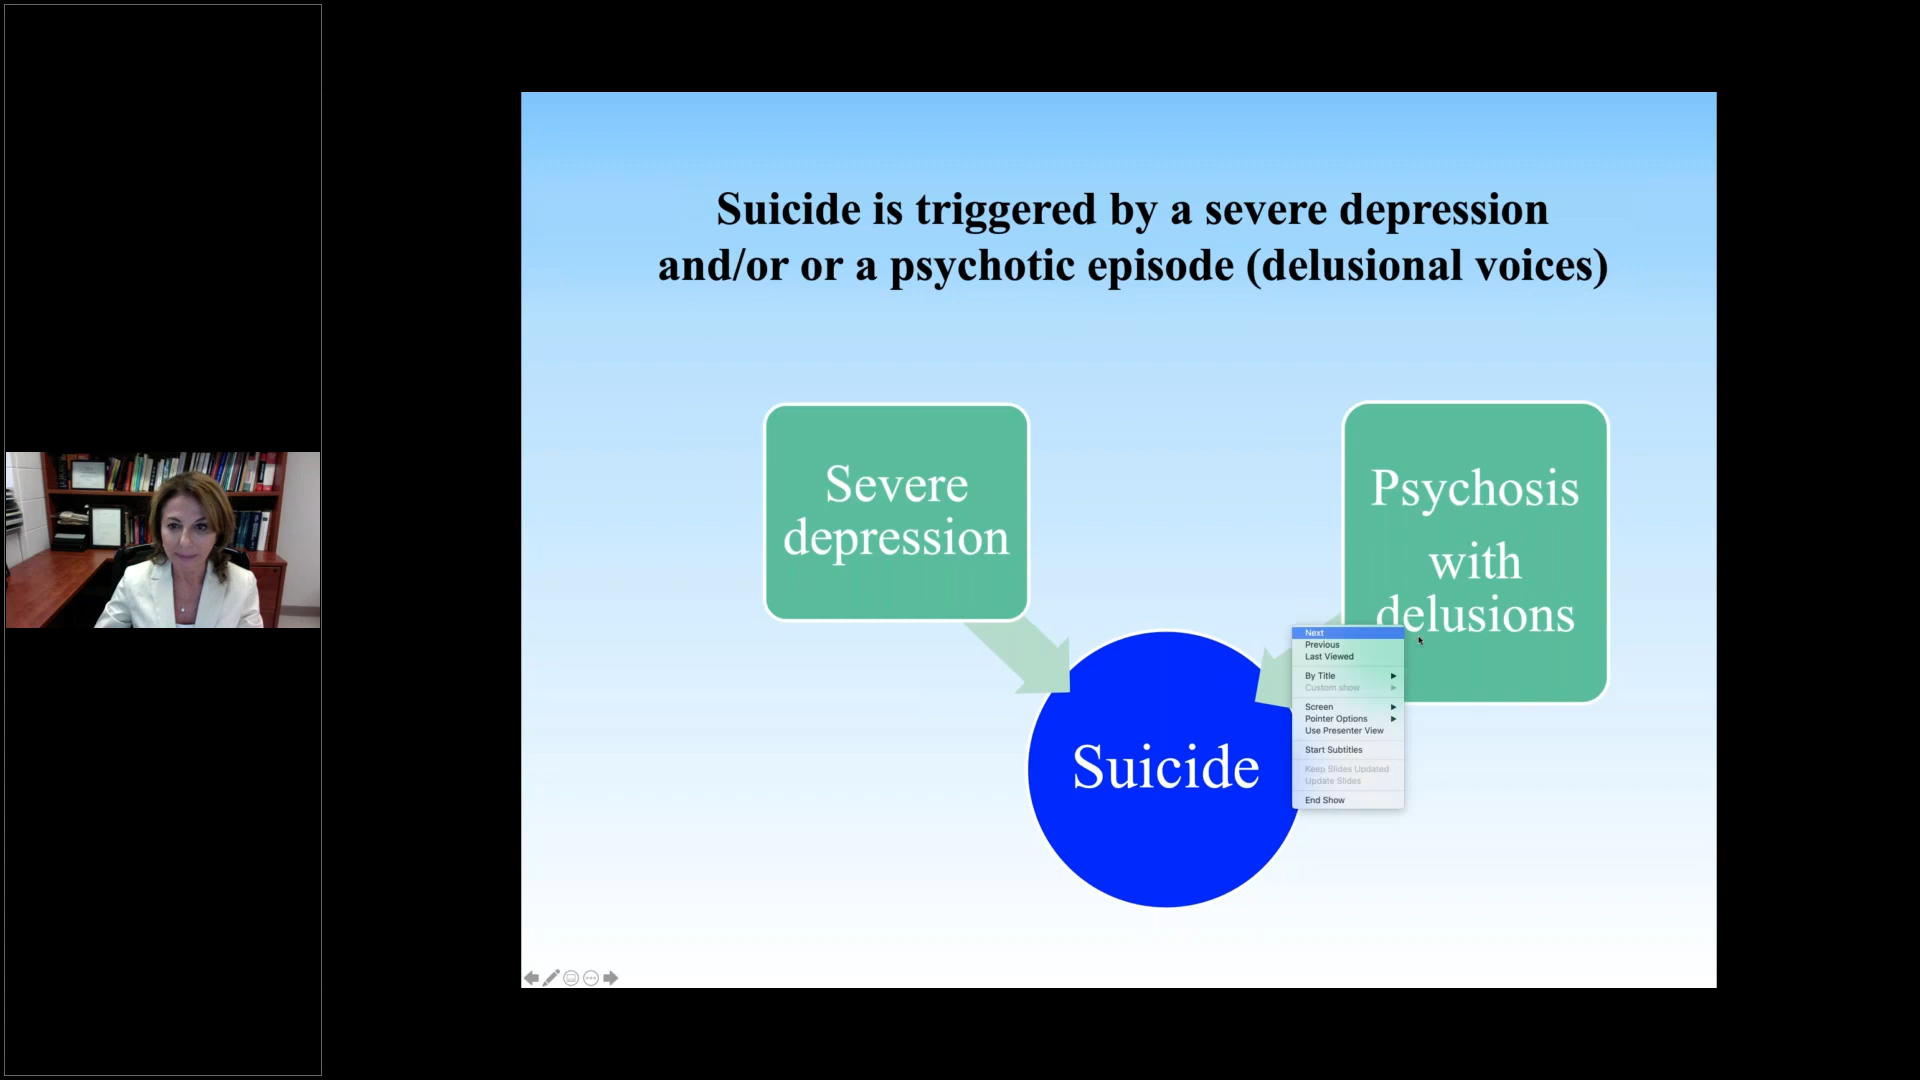 Suicide is triggered by a severe depression
and/or or a psychotic episode (delusional voices)
Severe
depression
Psychosis
with
delusions
Suicide
Next
Previous
Last Viewed
By Title
Custom show
Screen
Pointer Options
Use Presenter View
Start Subtitles
Keep Slides Updated
Update Slides
End Show